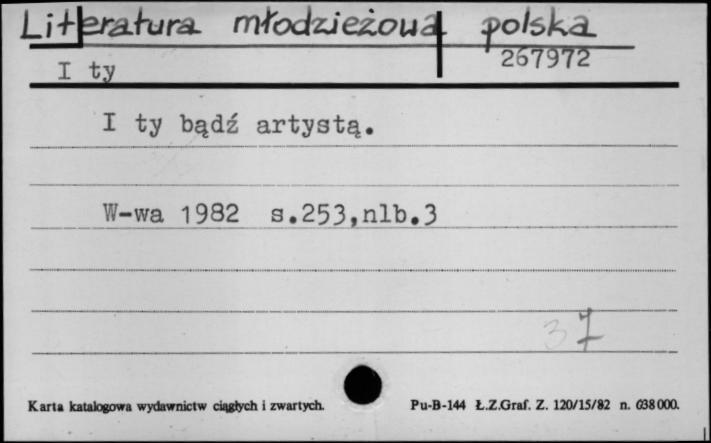 Literatura młodzieżowa polska
I ty 267972
I ty bądź artystą.
W-wa 1982 s.253,nlb.3
37
Karta katalogowa wydawnictw ciągłych i zwartych. Pu-B-144 Ł.Z.Graf. Z. 120/15/82 n. 038000.